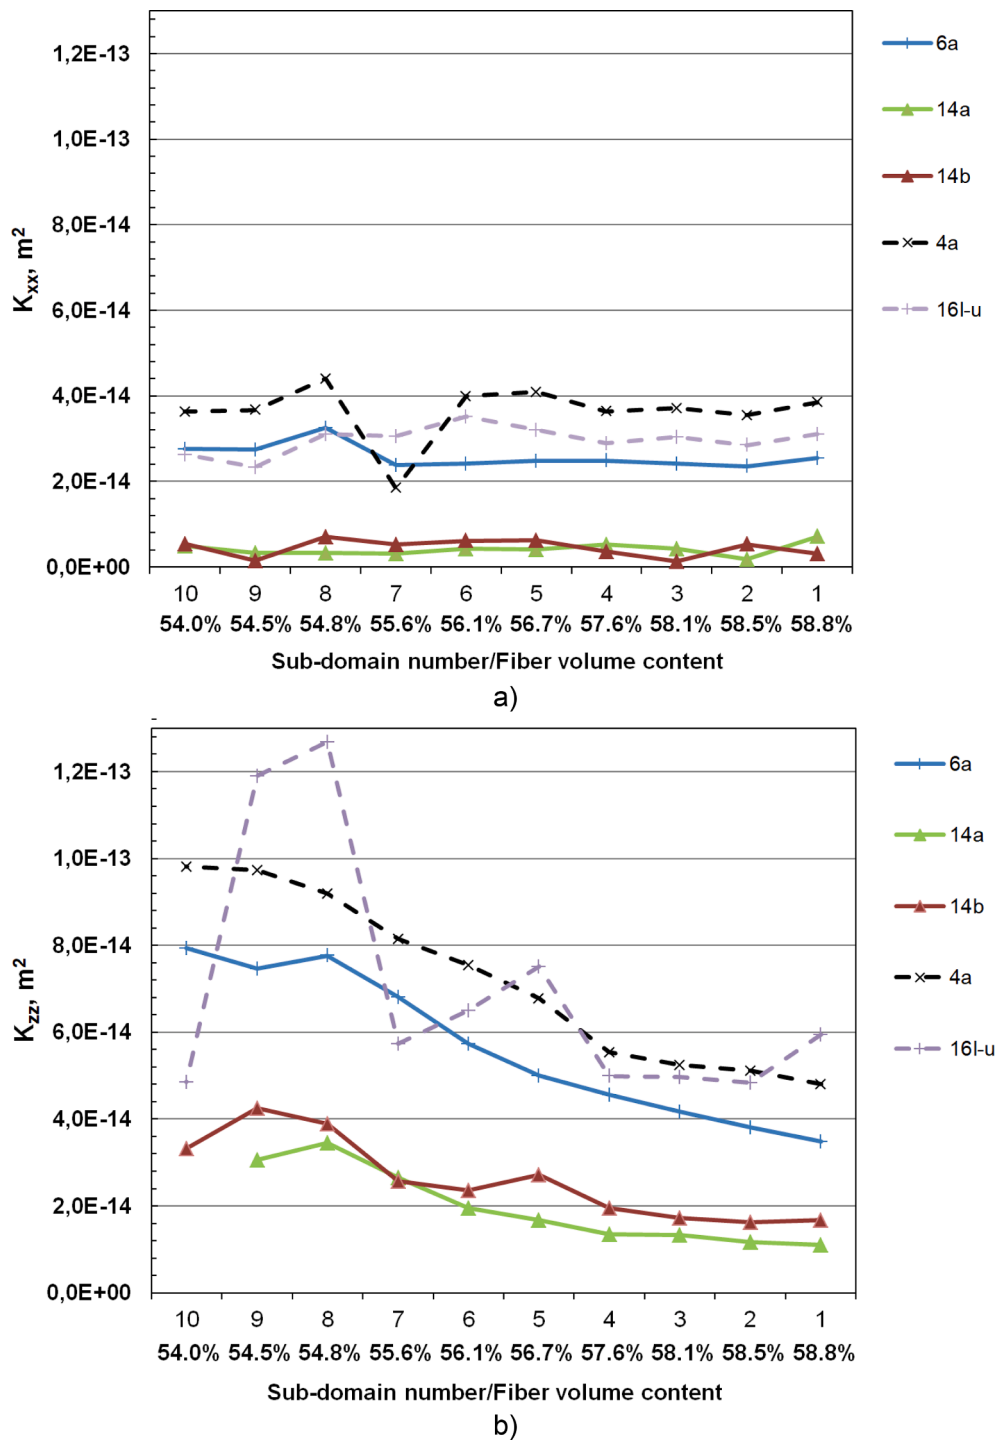 1,2E-13
1,0E-13
8,0E-14
6,0E-14
4,0E-14
2,0E-14
0,0E+00
Kxx, m²
10 9 8 7 6 5 4 3 2 1
54.0% 54.5% 54.8% 55.6% 56.1% 56.7% 57.6% 58.1% 58.5% 58.8%
Sub-domain number/Fiber volume content
6a
14a
14b
4a
16l-u
a)
1,2E-13
1,0E-13
8,0E-14
6,0E-14
4,0E-14
2,0E-14
0,0E+00
Kzz, m²
10 9 8 7 6 5 4 3 2 1
54.0% 54.5% 54.8% 55.6% 56.1% 56.7% 57.6% 58.1% 58.5% 58.8%
Sub-domain number/Fiber volume content
6a
14a
14b
4a
16l-u
b)